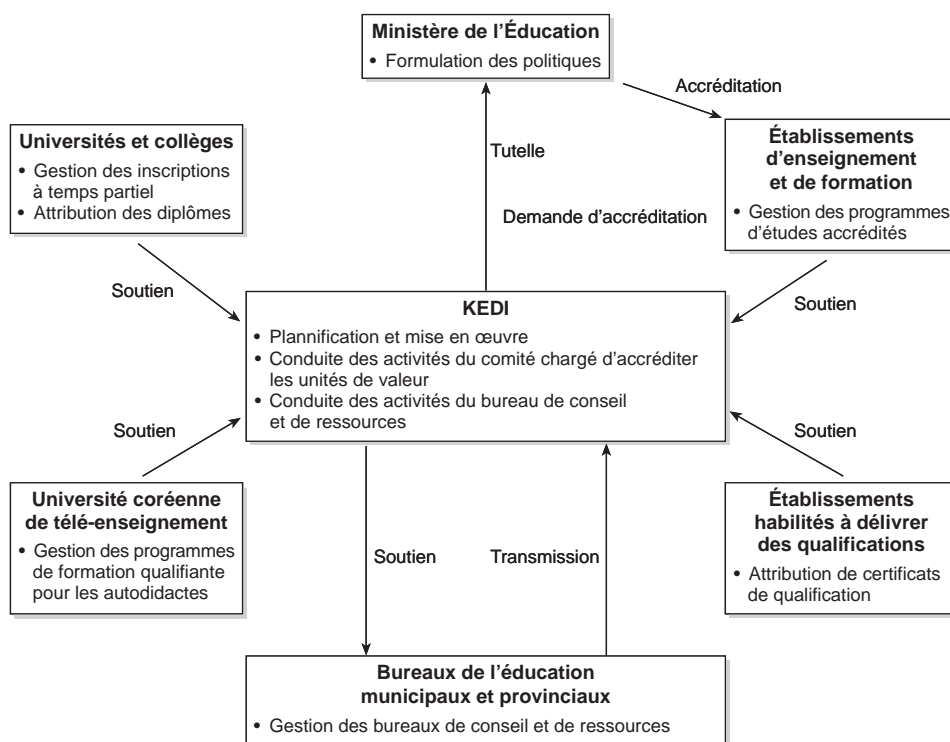 Ministère de l’Éducation
• Formulation des politiques
Accréditation
Universités et collèges
• Gestion des inscriptions
à temps partiel
• Attribution des diplômes
Tutelle
Établissements
d’enseignement
et de formation
• Gestion des programmes
d’études accrédités
Demande d’accréditation
Soutien
Soutien
KEDI
• Plannification et mise en œuvre
• Conduite des activités du comité chargé d’accréditer
les unités de valeur
• Conduite des activités du bureau de conseil
et de ressources
Soutien
Soutien
Université coréenne
de télé-enseignement
• Gestion des programmes
de formation qualifiante
pour les autodidactes
Soutien
Transmission
Établissements
habilités à délivrer
des qualifications
• Attribution de certificats
de qualification
Bureaux de l’éducation
municipaux et provinciaux
• Gestion des bureaux de conseil et de ressources